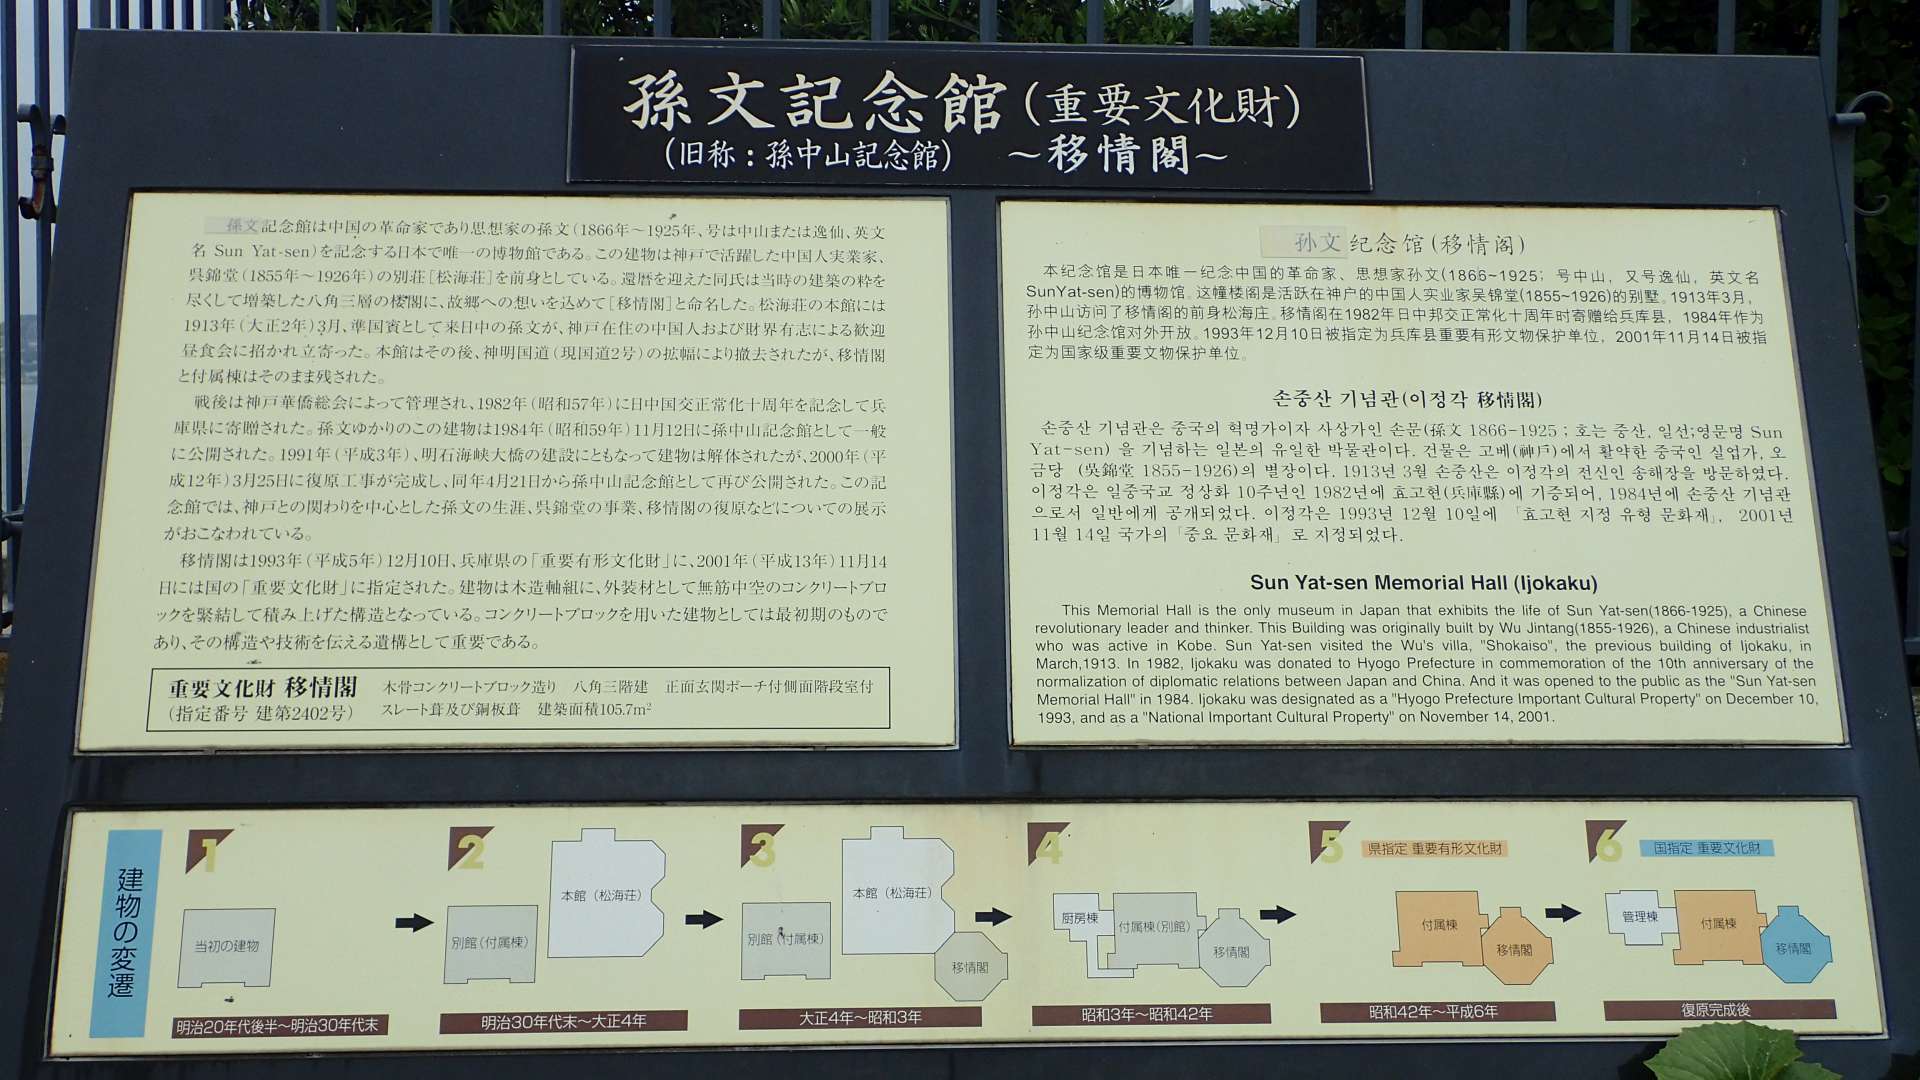 孫文記念館(重要文化財)
(旧称：孫中山記念館)　～移情閣～
孫文記念館は中国の革命家であり思想家の孫文(1866年～1925年、号は中山または逸仙、英文
名 Sun Yat-sen)を記念する日本で唯一の博物館である。この建物は神戸で活躍した中国人実業家、
呉錦堂(1855年～1926年)の別荘[松海荘]を前身としている。還暦を迎えた同氏は当時の建築の粋を
尽くして増築した八角三層の楼閣に、故郷への想いを込めて[移情閣]と命名した。松海荘の本館には
1913年(大正2年)3月、準国賓として来日中の孫文が、神戸在住の中国人および財界有志による歓迎
昼食会に招かれ立寄った。本館はその後、神明国道(現国道2号)の拡幅により撤去されたが、移情閣
と付属棟はそのまま残された。
戦後は神戸華僑総会によって管理され、1982年(昭和57年)に日中国交正常化十周年を記念して兵
庫県に寄贈された。孫文ゆかりのこの建物は1984年(昭和59年)11月12日に孫中山記念館として一般
に公開された。1991年(平成3年)、明石海峡大橋の建設にともなって建物は解体されたが、2000年(平
成12年)3月25日に復原工事が完成し、同年4月21日から孫中山記念館として再び公開された。この記
念館では、神戸との関わりを中心とした孫文の生涯、呉錦堂の事業、移情閣の復原などについての展示
がおこなわれている。
移情閣は1993年(平成5年)12月10日、兵庫県の「重要有形文化財」に、2001年(平成13年)11月14
日には国の「重要文化財」に指定された。建物は木造軸組に、外装材として無筋中空のコンクリートブロ
ックを緊結して積み上げた構造となっている。コンクリートブロックを用いた建物としては最初期のもので
あり、その構造や技術を伝える遺構として重要である。
重要文化財 移情閣　木骨コンクリートブロック造り　八角三階建　正面玄関ポーチ付側面階段室付
(指定番号 建第2402号)　スレート葺及び銅板葺　建築面積105.7m²
孙文纪念馆(移情阁)
本纪念馆是日本唯一纪念中国的革命家、思想家孙文(1866~1925；号中山，又号逸仙，英文名
SunYat-sen)的博物馆。这幢楼阁是活跃在神户的中国人实业家吴锦堂(1855~1926)的别墅。1913年3月，
孙中山访问了移情阁的前身松海庄。移情阁在1982年日中邦交正常化十周年时寄赠给兵库县，1984年作为
孙中山纪念馆对外开放。1993年12月10日被指定为兵库县重要有形文物保护单位，2001年11月14日被指
定为国家级重要文物保护单位。
손중산 기념관(이정각 移情閣)
손중산 기념관은 중국의 혁명가이자 사상가인 손문(孫文 1866-1925 ; 호는 중산, 일선;영문명 Sun
Yat-sen) 을 기념하는 일본의 유일한 박물관이다. 건물은 고베(神戶)에서 활약한 중국인 실업가, 오
금당 (吳錦堂 1855-1926)의 별장이다. 1913년 3월 손중산은 이정각의 전신인 송해장을 방문하였다.
이정각은 일중국교 정상화 10주년인 1982년에 효고현(兵庫縣)에 기증되어, 1984년에 손중산 기념관
으로서 일반에게 공개되었다. 이정각은 1993년 12월 10일에 「효고현 지정 유형 문화재」, 2001년
11월 14일 국가의 「중요 문화재」로 지정되었다.
Sun Yat-sen Memorial Hall (Ijokaku)
This Memorial Hall is the only museum in Japan that exhibits the life of Sun Yat-sen(1866-1925), a Chinese
revolutionary leader and thinker. This Building was originally built by Wu Jintang(1855-1926), a Chinese industrialist
who was active in Kobe. Sun Yat-sen visited the Wu's villa, "Shokaiso", the previous building of Ijokaku, in
March,1913. In 1982, Ijokaku was donated to Hyogo Prefecture in commemoration of the 10th anniversary of the
normalization of diplomatic relations between Japan and China. And it was opened to the public as the "Sun Yat-sen
Memorial Hall" in 1984. Ijokaku was designated as a "Hyogo Prefecture Important Cultural Property" on December 10,
1993, and as a "National Important Cultural Property" on November 14, 2001.
建物の変遷
1
当初の建物
明治20年代後半～明治30年代末
2
本館(松海荘)
別館(付属棟)
明治30年代末～大正4年
3
本館(松海荘)
別館(付属棟)
移情閣
大正4年～昭和3年
4
厨房棟
付属棟(別館)
移情閣
昭和3年～昭和42年
5
県指定 重要有形文化財
付属棟
移情閣
昭和42年～平成6年
6
国指定 重要文化財
管理棟
付属棟
移情閣
復原完成後